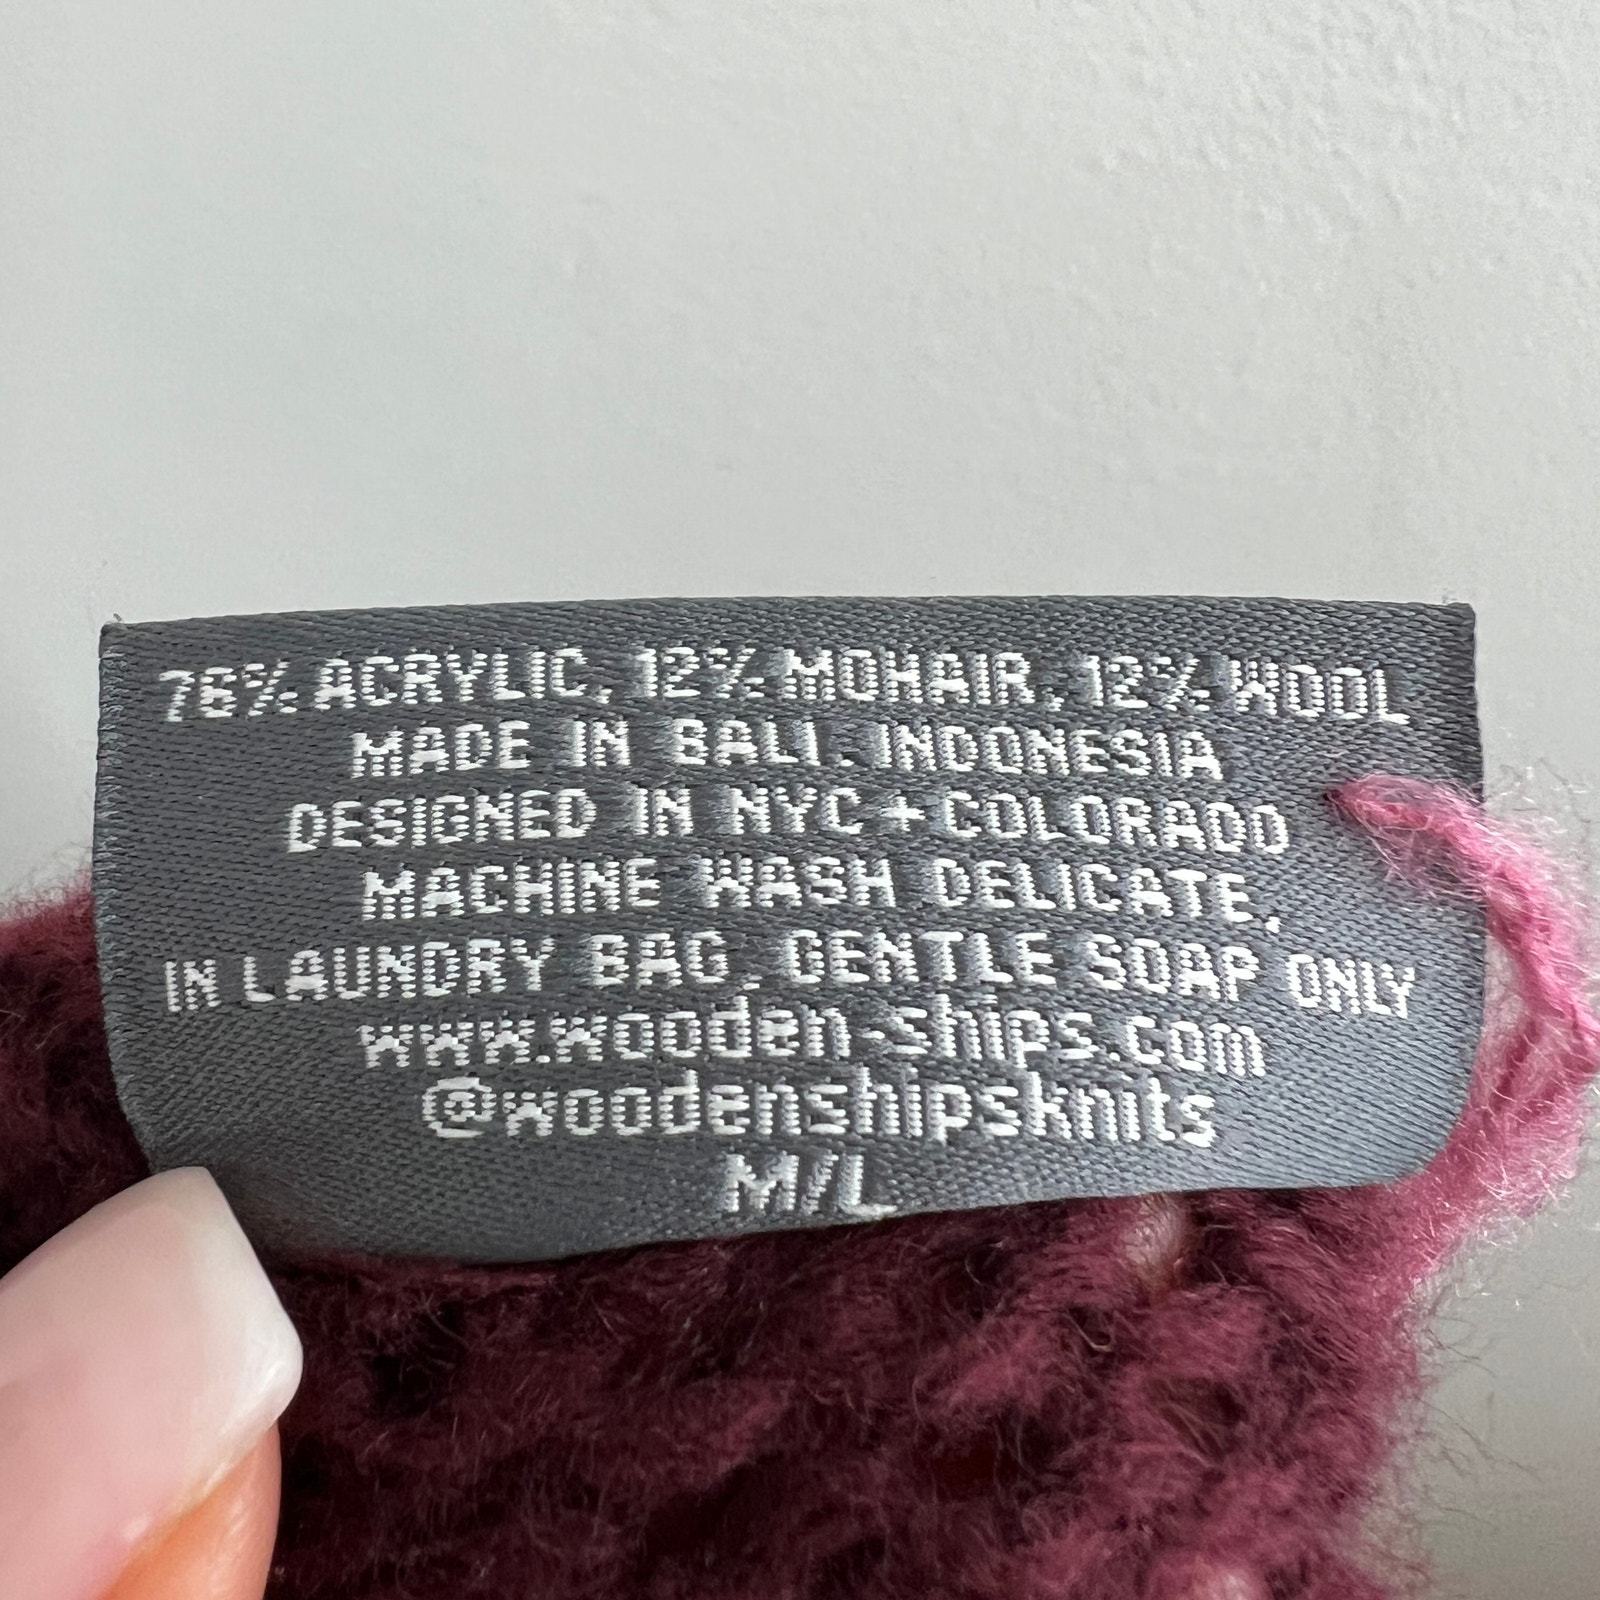 76% ACRYLIC, 12% MOHAIR, 12% WOOL
MADE IN BALI, INDONESIA
DESIGNED IN NYC + COLORADO
MACHINE WASH DELICATE,
IN LAUNDRY BAG, GENTLE SOAP ONLY
www.wooden-ships.com
@woodenshipsknits
M/L